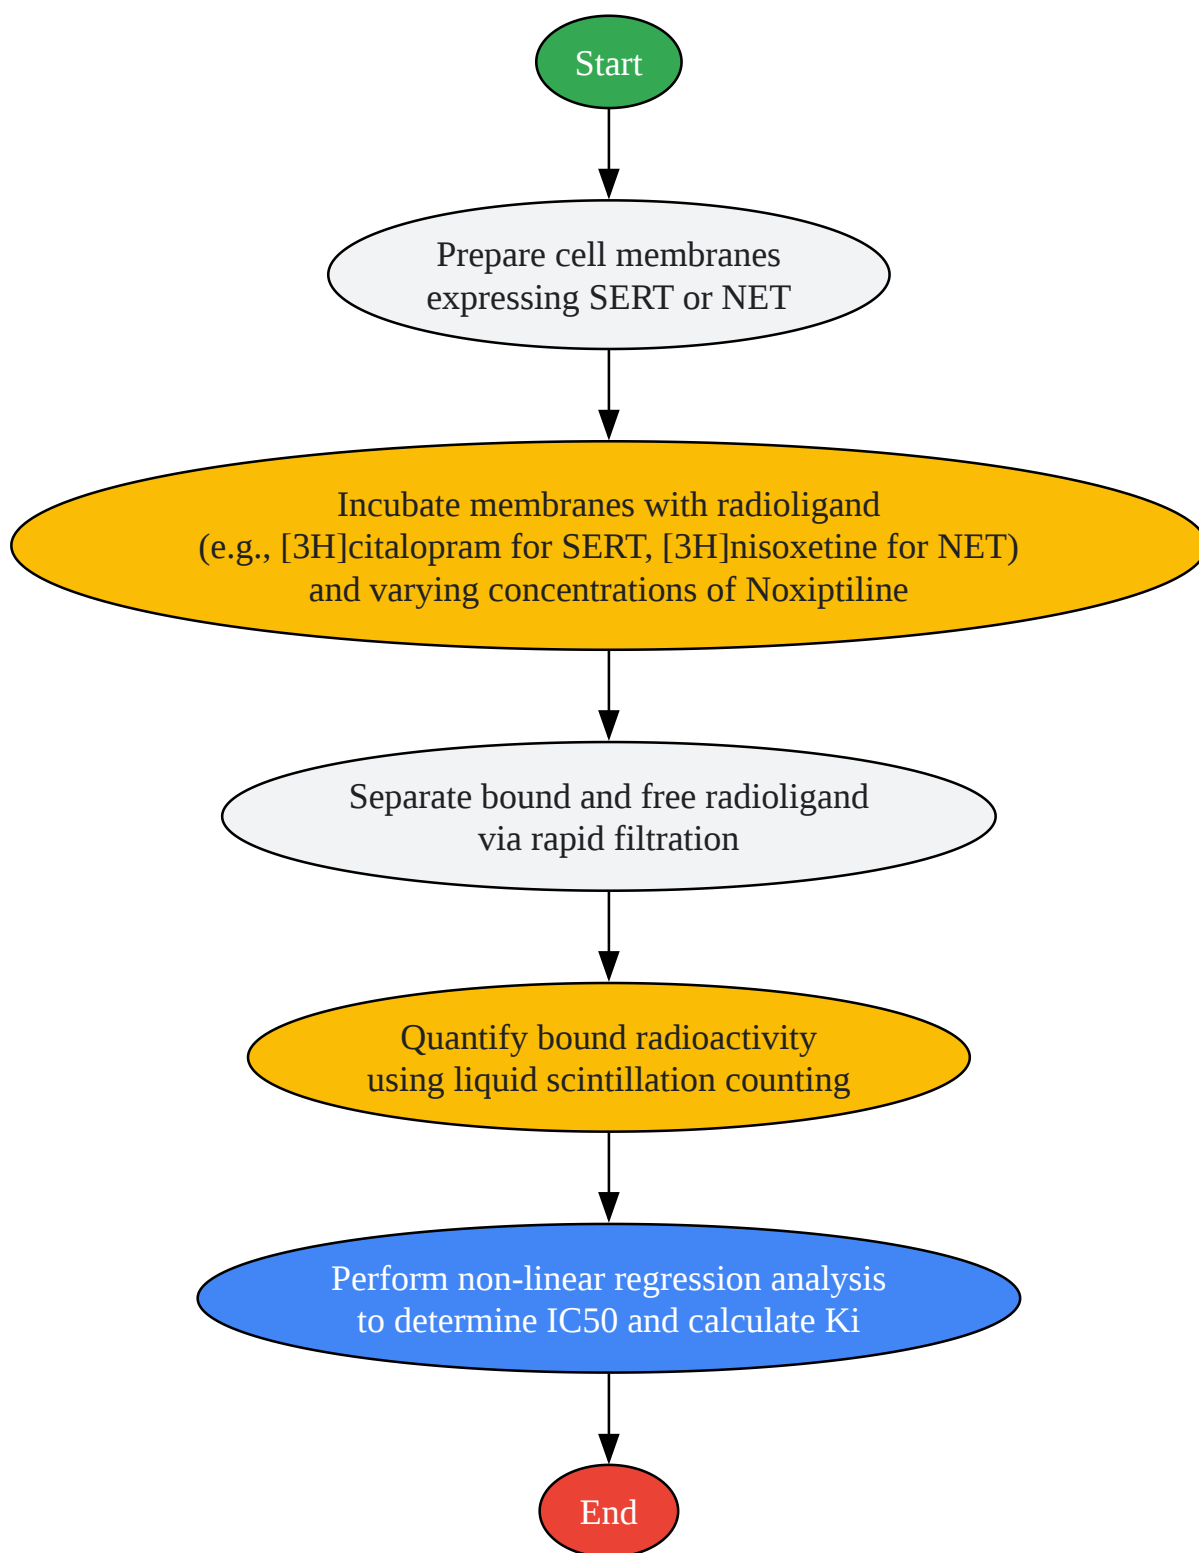 Start
Prepare cell membranes
expressing SERT or NET
Incubate membranes with radioligand
(e.g., [3H]citalopram for SERT, [3H]nisoxetine for NET)
and varying concentrations of Noxiptiline
Separate bound and free radioligand
via rapid filtration
Quantify bound radioactivity
using liquid scintillation counting
Perform non-linear regression analysis
to determine IC50 and calculate Ki
End